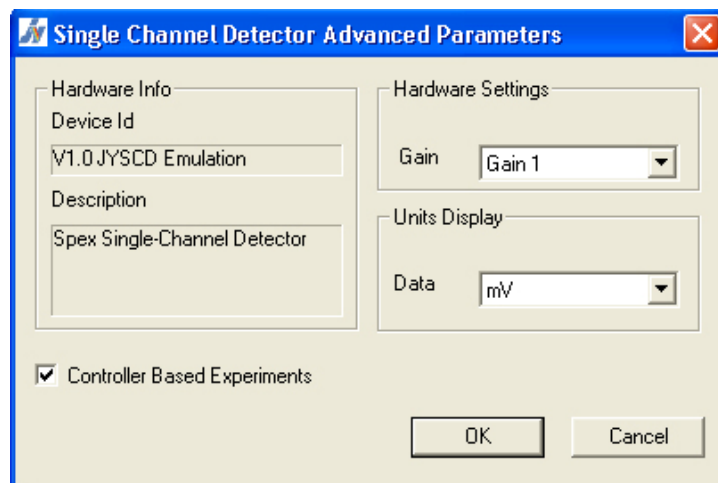 Single Channel Detector Advanced Parameters
Hardware Info
Device Id
V1.0 JYSCD Emulation
Description
Spex Single-Channel Detector
Hardware Settings
Gain
Gain 1
Units Display
Data
mV
Controller Based Experiments
OK
Cancel